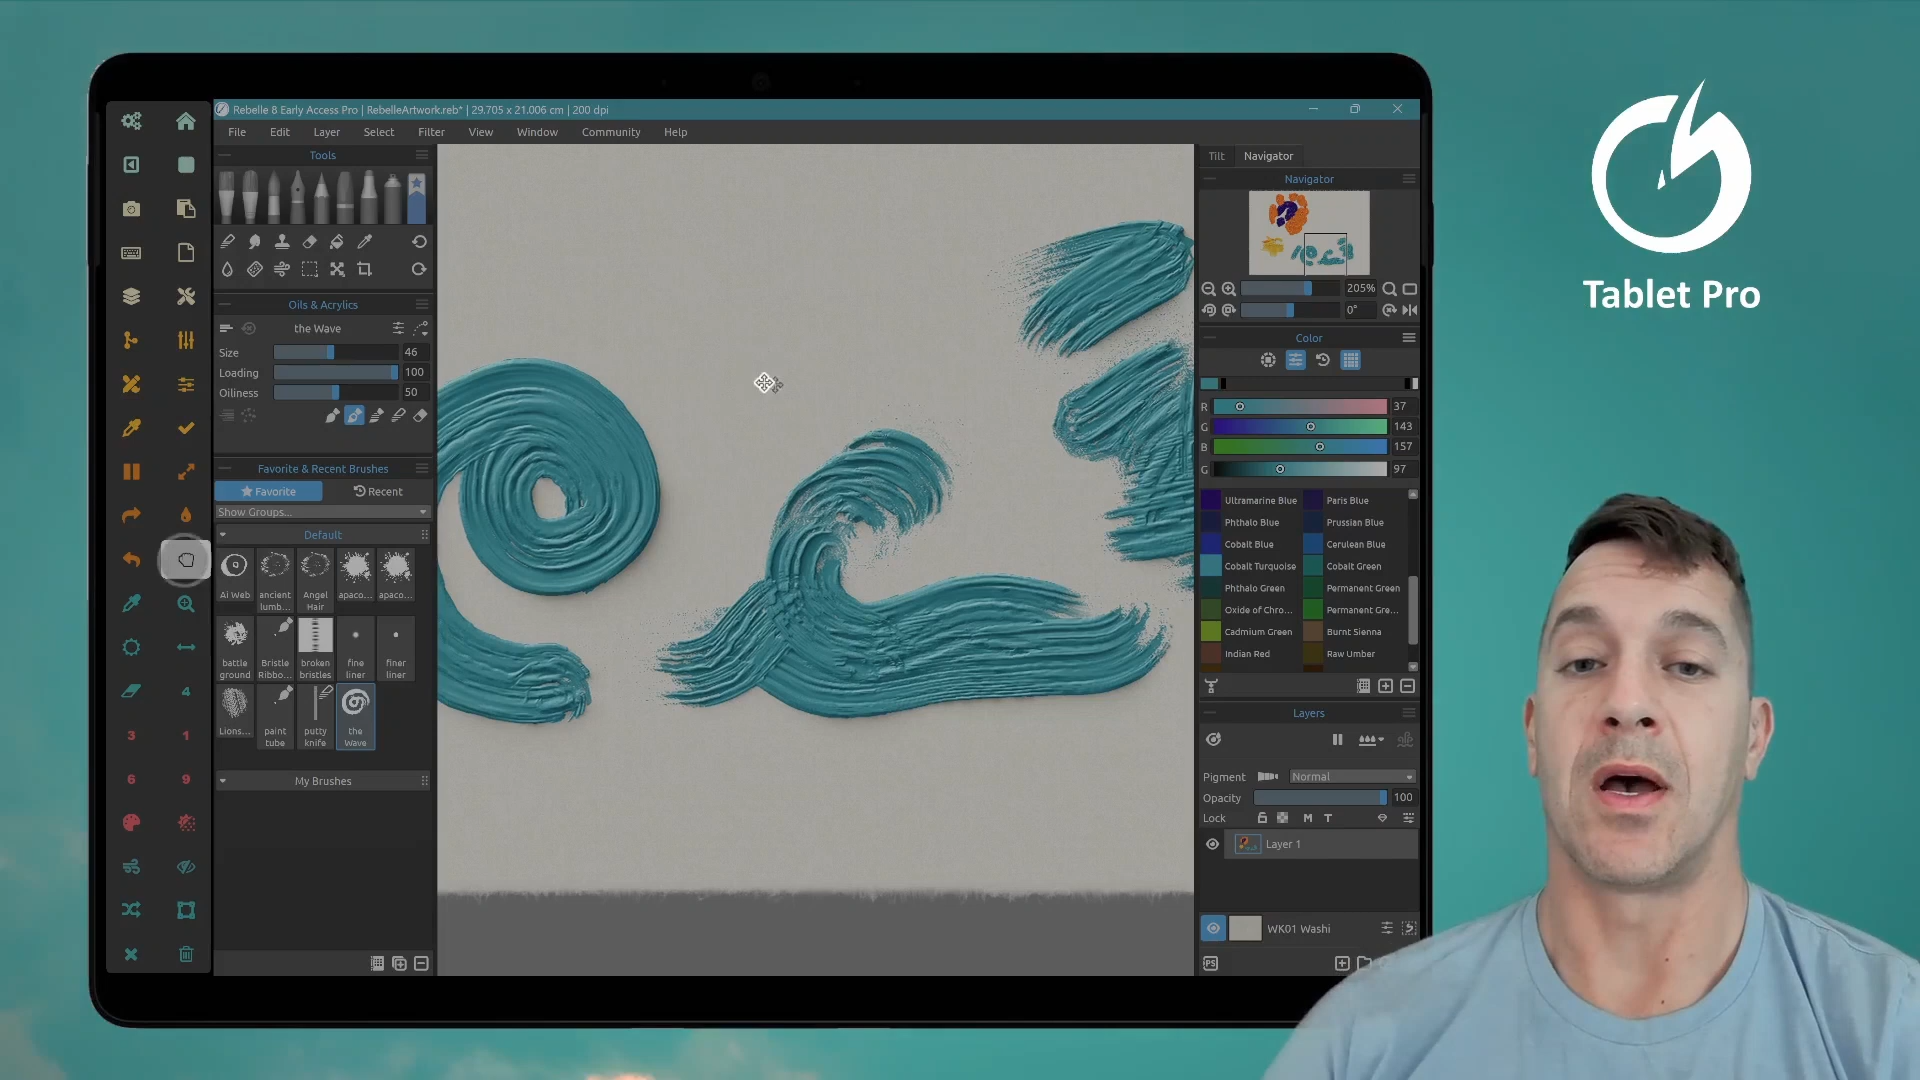 Rebelle 8 Early Access Pro | RebelleArtwork.reb* | 29.705 x 21.006 cm | 200 dpi
File Edit Layer Select Filter View Window Community Help
Tools
Oils & Acrylics
the Wave
Size 46
Loading 100
Oiliness 50
Favorite & Recent Brushes
Favorite Recent
Show Groups...
Default
Ai Web
ancient lumb...
Angel Hair
apaco...
apaco...
battle ground
Bristle Ribbo...
broken bristles
fine liner
finer liner
Lions...
paint tube
putty knife
the Wave
My Brushes
4
3 1
6 9
Tilt Navigator
Navigator
205%
0°
Color
R 37
G 143
B 157
G 97
Ultramarine Blue Paris Blue
Phthalo Blue Prussian Blue
Cobalt Blue Cerulean Blue
Cobalt Turquoise Cobalt Green
Phthalo Green Permanent Green
Oxide of Chro... Permanent Gre...
Cadmium Green Burnt Sienna
Indian Red Raw Umber
Layers
Pigment Normal
Opacity 100
Lock M T
Layer 1
WK01 Washi
PS
Tablet Pro